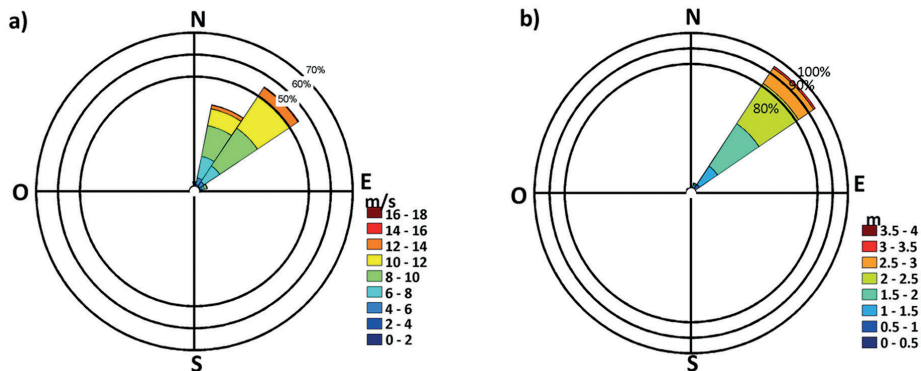 a)
N
70%
60%
50%
O
E
S
m/s
16 - 18
14 - 16
12 - 14
10 - 12
8 - 10
6 - 8
4 - 6
2 - 4
0 - 2
b)
N
100%
90%
80%
O
E
S
m
3.5 - 4
3 - 3.5
2.5 - 3
2 - 2.5
1.5 - 2
1 - 1.5
0.5 - 1
0 - 0.5